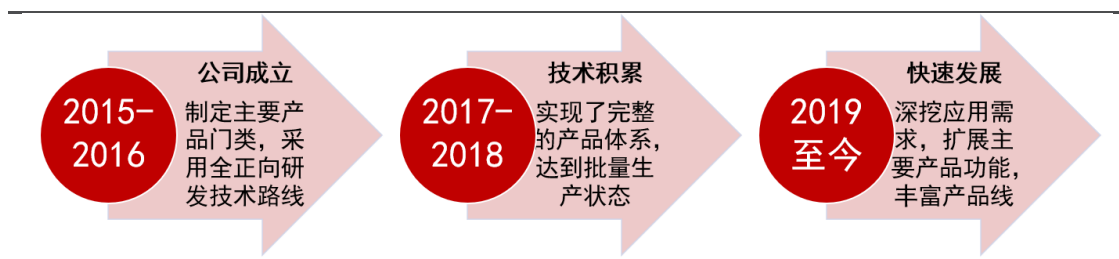 2015-
2016
公司成立
制定主要产
品门类，采
用全正向研
发技术路线
2017-
2018
技术积累
实现了完整
的产品体系，
达到批量生
产状态
2019
至今
快速发展
深挖应用需
求，扩展主
要产品功能，
丰富产品线